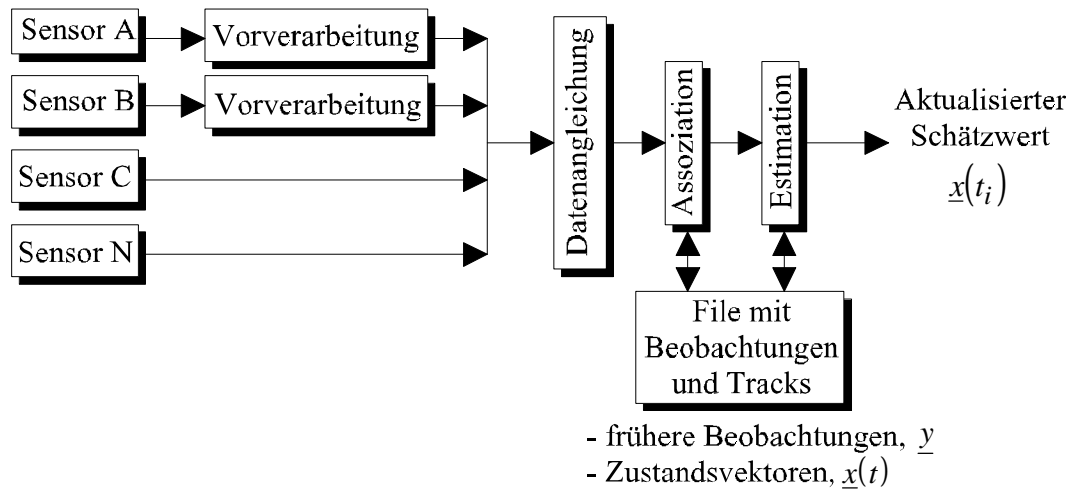 Sensor A
Vorverarbeitung
Sensor B
Vorverarbeitung
Sensor C
Sensor N
Datenangleichung
Assoziation
Estimation
Aktualisierter
Schätzwert
x(t_i)
File mit
Beobachtungen
und Tracks
- frühere Beobachtungen, y
- Zustandsvektoren, x(t)